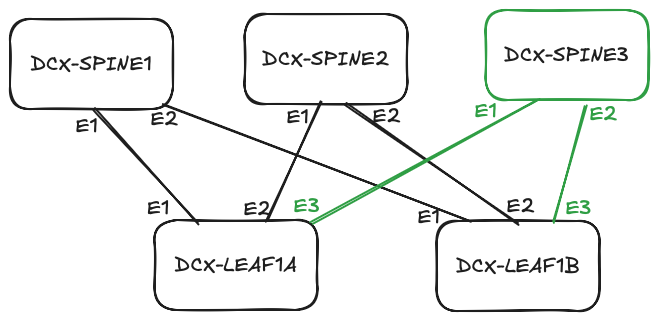 DCX-SPINE1
DCX-SPINE2
DCX-SPINE3
E1
E2
E1
E2
E1
E2
E1
E2
E3
E1
E2
E3
DCX-LEAF1A
DCX-LEAF1B